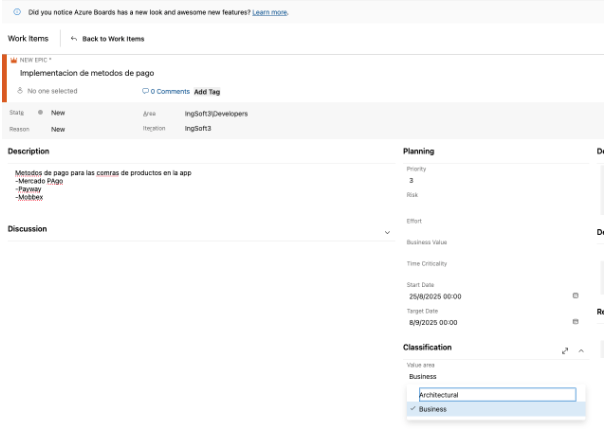 Did you notice Azure Boards has a new look and awesome new features? Learn more.
Work Items
Back to Work Items
NEW EPIC *
Implementacion de metodos de pago
No one selected
0 Comments
Add Tag
State
New
Area
IngSoft3\Developers
Reason
New
Iteration
IngSoft3
Description
Metodos de pago para las comras de productos en la app
-Mercado PAgo
-Payway
-Mobbex
Discussion
Planning
Priority
3
Risk
Effort
Business Value
Time Criticality
Start Date
25/8/2025 00:00
Target Date
8/9/2025 00:00
Classification
Value area
Business
Architectural
Business
De
De
Re